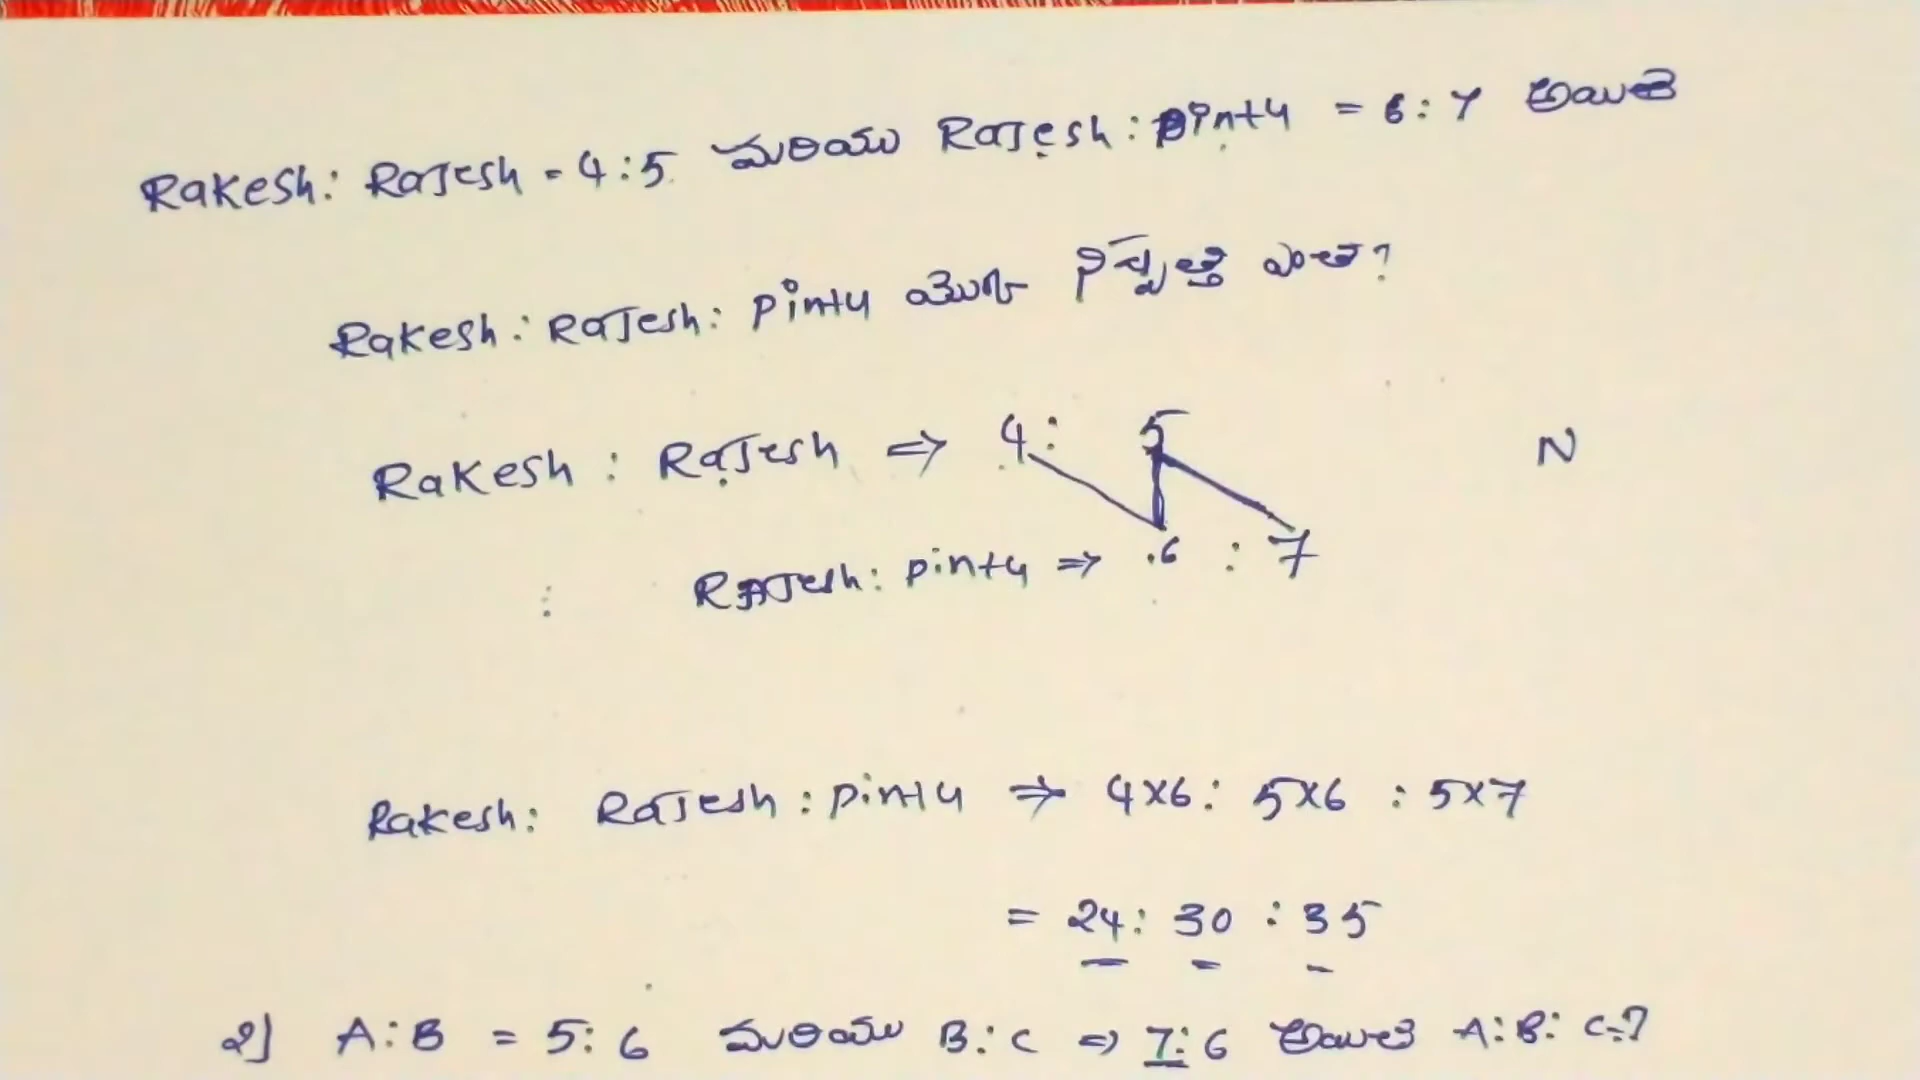 Rakesh: Rajesh = 4:5 మరియు Rajesh: pintu = 6:7 అయితే
Rakesh: Rajesh: pintu యొక్క నిష్పత్తి ఎంత?
Rakesh : Rajesh ⇒ 4: 5
N
Rajesh: pintu ⇒ 6 : 7
:
Rakesh: Rajesh : pintu ⇒ 4x6: 5x6 : 5x7
= 24: 30 : 35
2) A:B = 5:6 మరియు B:C ⇒ 7:6 అయితే A:B:C=?